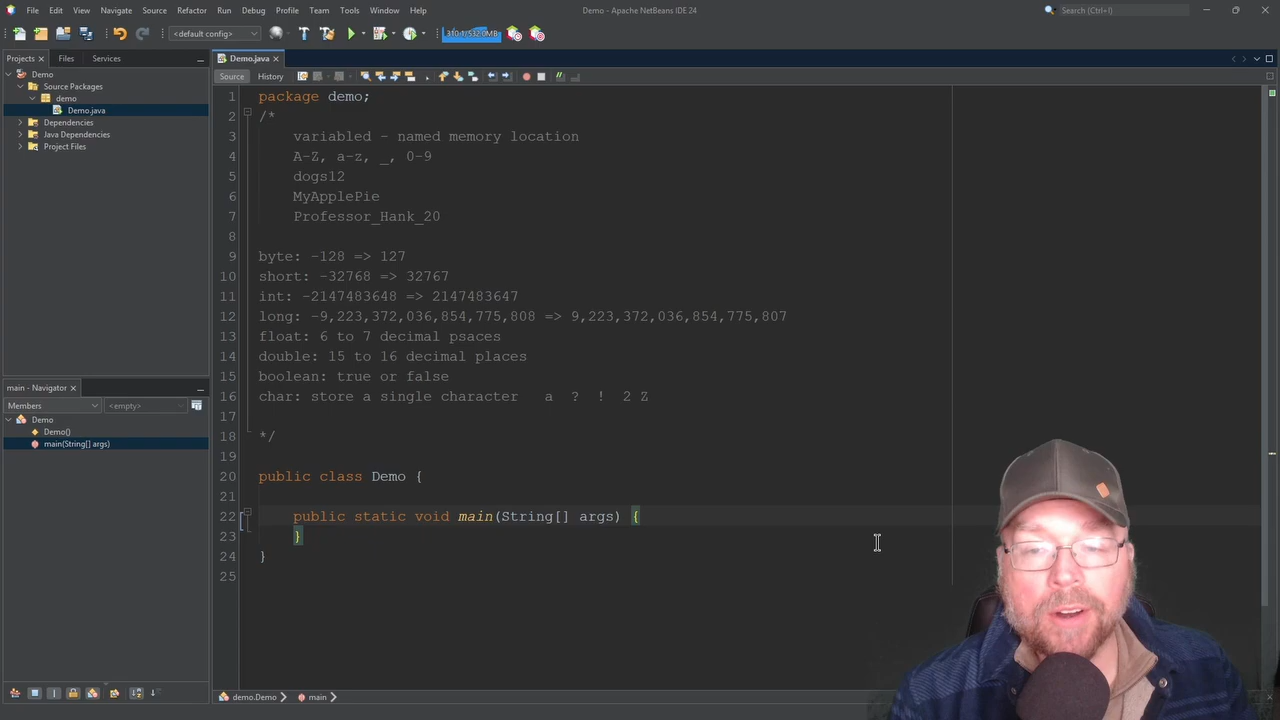 File Edit View Navigate Source Refactor Run Debug Profile Team Tools Window Help
Demo - Apache NetBeans IDE 24
Search (Ctrl+I)
<default config>
310.1/532.0MB
Projects Files Services
Demo
Source Packages
demo
Demo.java
Dependencies
Java Dependencies
Project Files
main - Navigator
Members <empty>
Demo
Demo()
main(String[] args)
Demo.java
Source History
1 package demo;
2 /*
3 variabled - named memory location
4 A-Z, a-z, _, 0-9
5 dogs12
6 MyApplePie
7 Professor_Hank_20
8
9 byte: -128 => 127
10 short: -32768 => 32767
11 int: -2147483648 => 2147483647
12 long: -9,223,372,036,854,775,808 => 9,223,372,036,854,775,807
13 float: 6 to 7 decimal psaces
14 double: 15 to 16 decimal places
15 boolean: true or false
16 char: store a single character a ? ! 2 Z
17
18 */
19
20 public class Demo {
21
22 public static void main(String[] args) {
23 }
24 }
25
demo.Demo main